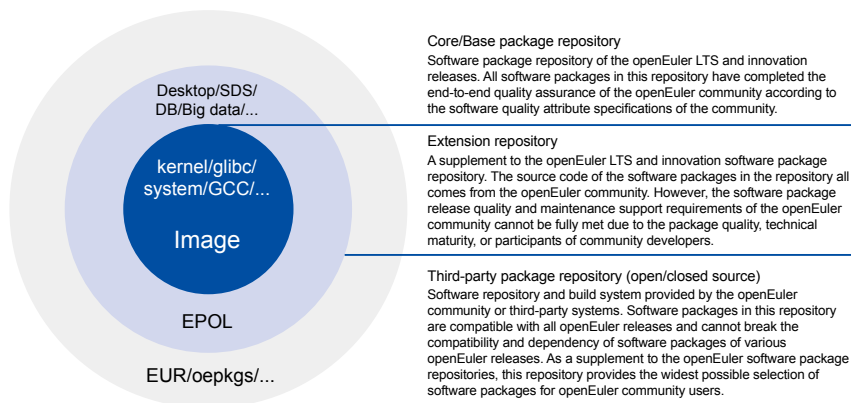 Desktop/SDS/
DB/Big data/...
kernel/glibc/
system/GCC/...
Image
EPOL
EUR/oepkgs/...
Core/Base package repository
Software package repository of the openEuler LTS and innovation
releases. All software packages in this repository have completed the
end-to-end quality assurance of the openEuler community according to
the software quality attribute specifications of the community.
Extension repository
A supplement to the openEuler LTS and innovation software package
repository. The source code of the software packages in the repository all
comes from the openEuler community. However, the software package
release quality and maintenance support requirements of the openEuler
community cannot be fully met due to the package quality, technical
maturity, or participants of community developers.
Third-party package repository (open/closed source)
Software repository and build system provided by the openEuler
community or third-party systems. Software packages in this repository
are compatible with all openEuler releases and cannot break the
compatibility and dependency of software packages of various
openEuler releases. As a supplement to the openEuler software package
repositories, this repository provides the widest possible selection of
software packages for openEuler community users.